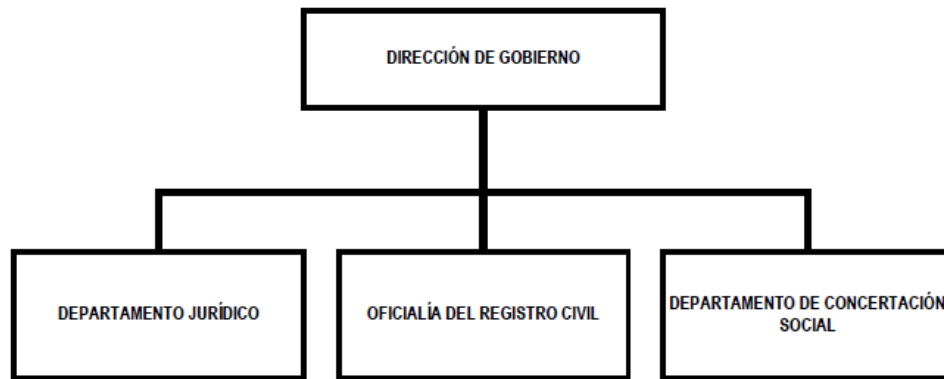 DIRECCIÓN DE GOBIERNO
DEPARTAMENTO JURÍDICO
OFICIALÍA DEL REGISTRO CIVIL
DEPARTAMENTO DE CONCERTACIÓN
SOCIAL